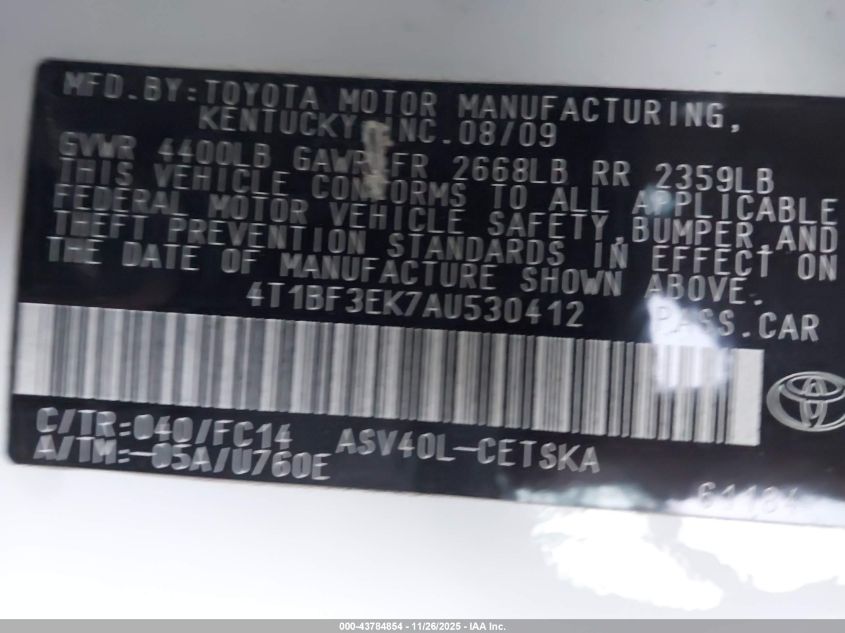 MFD.BY:TOYOTA MOTOR MANUFACTURING,
KENTUCKY, INC.08/09
GVWR 4400LB GAWR FR 2668LB RR 2359LB
THIS VEHICLE CONFORMS TO ALL APPLICABLE
FEDERAL MOTOR VEHICLE SAFETY,BUMPER,AND
THEFT PREVENTION STANDARDS IN EFFECT ON
THE DATE OF MANUFACTURE SHOWN ABOVE.
4T1BF3EK7AU530412 PASS.CAR
C/TR:040/FC14 ASV40L-CETSKA
A/TM:-05A/U760E
61184
000-43784854 - 11/26/2025 - IAA Inc.